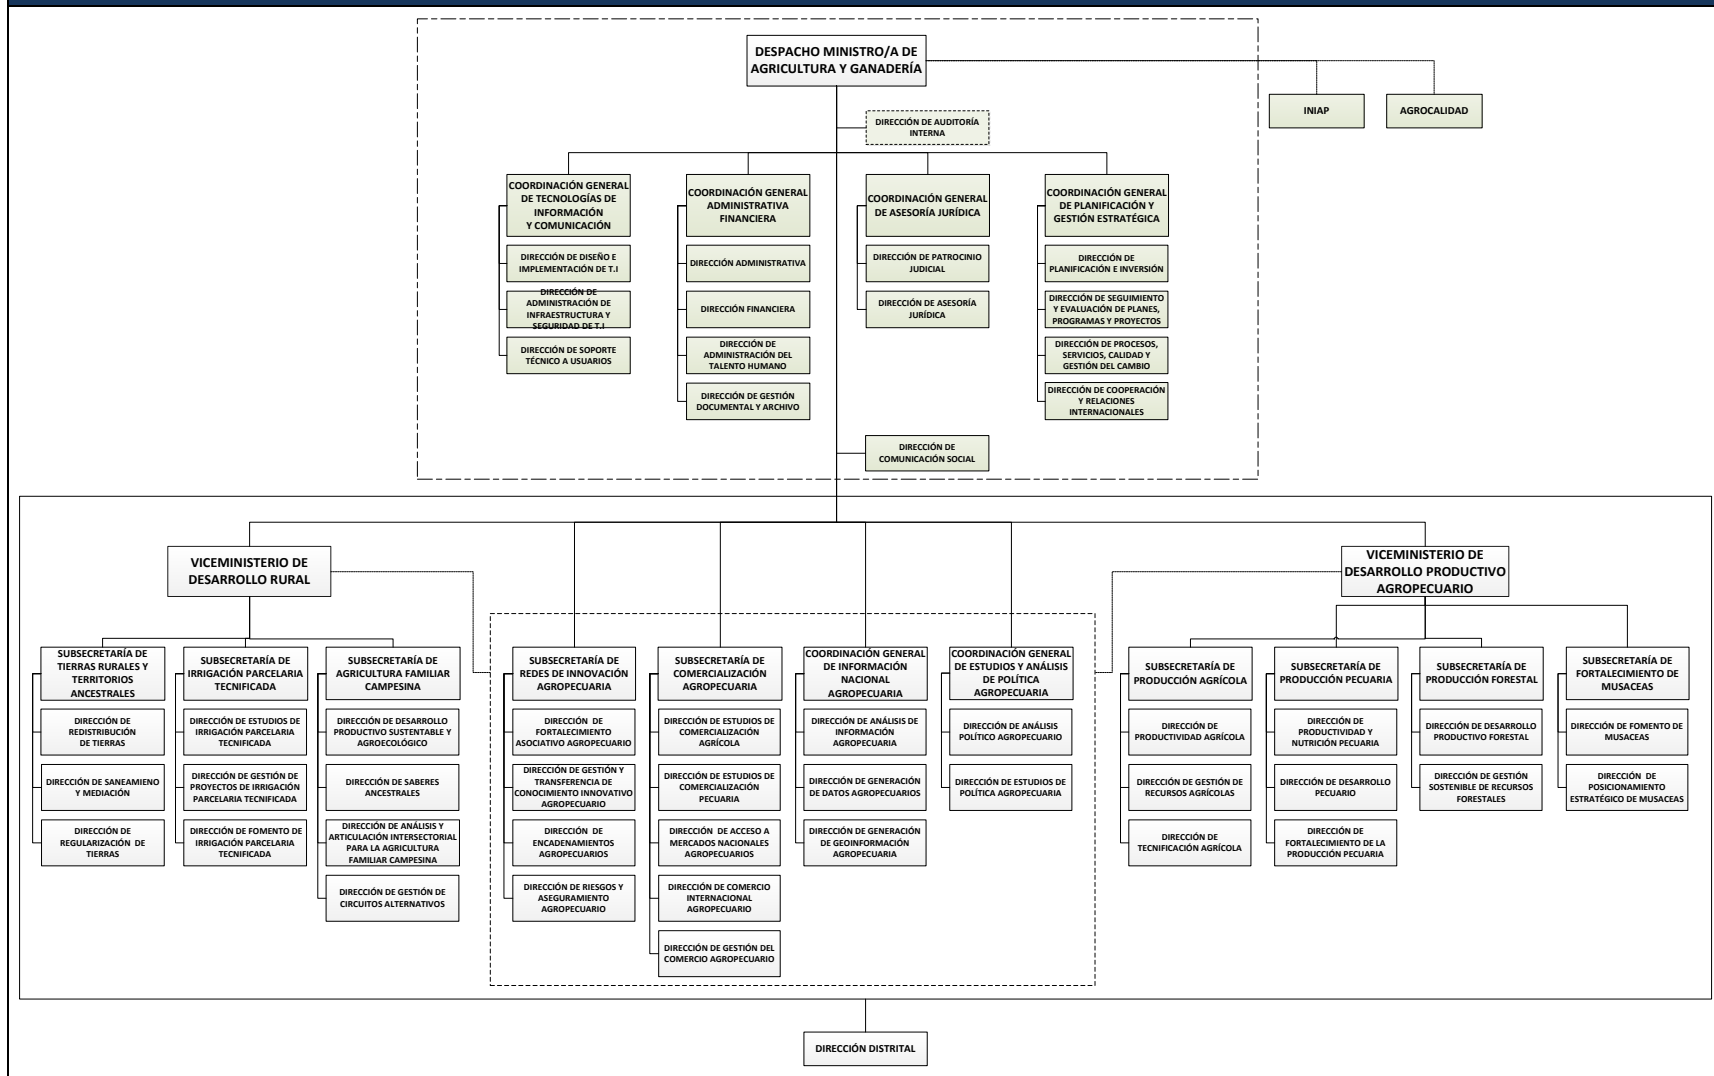 DESPACHO MINISTRO/A DE
AGRICULTURA Y GANADERÍA
INIAP
AGROCALIDAD
DIRECCIÓN DE AUDITORÍA
INTERNA
COORDINACIÓN GENERAL
DE TECNOLOGÍAS DE
INFORMACIÓN
Y COMUNICACIÓN
DIRECCIÓN DE DISEÑO E
IMPLEMENTACIÓN DE T.I
DIRECCIÓN DE
ADMINISTRACIÓN DE
INFRAESTRUCTURA Y
SEGURIDAD DE T.I
DIRECCIÓN DE SOPORTE
TÉCNICO A USUARIOS
COORDINACIÓN GENERAL
ADMINISTRATIVA
FINANCIERA
DIRECCIÓN ADMINISTRATIVA
DIRECCIÓN FINANCIERA
DIRECCIÓN DE
ADMINISTRACIÓN DEL
TALENTO HUMANO
DIRECCIÓN DE GESTIÓN
DOCUMENTAL Y ARCHIVO
COORDINACIÓN GENERAL
DE ASESORÍA JURÍDICA
DIRECCIÓN DE PATROCINIO
JUDICIAL
DIRECCIÓN DE ASESORÍA
JURÍDICA
COORDINACIÓN GENERAL
DE PLANIFICACIÓN Y
GESTIÓN ESTRATÉGICA
DIRECCIÓN DE
PLANIFICACIÓN E INVERSIÓN
DIRECCIÓN DE SEGUIMIENTO
Y EVALUACIÓN DE PLANES,
PROGRAMAS Y PROYECTOS
DIRECCIÓN DE PROCESOS,
SERVICIOS, CALIDAD Y
GESTIÓN DEL CAMBIO
DIRECCIÓN DE COOPERACIÓN
Y RELACIONES
INTERNACIONALES
DIRECCIÓN DE
COMUNICACIÓN SOCIAL
VICEMINISTERIO DE
DESARROLLO RURAL
VICEMINISTERIO DE
DESARROLLO PRODUCTIVO
AGROPECUARIO
SUBSECRETARÍA DE
TIERRAS RURALES Y
TERRITORIOS
ANCESTRALES
DIRECCIÓN DE
REDISTRIBUCIÓN
DE TIERRAS
DIRECCIÓN DE SANEAMIENO
Y MEDIACIÓN
DIRECCIÓN DE
REGULARIZACIÓN DE
TIERRAS
SUBSECRETARÍA DE
IRRIGACIÓN PARCELARIA
TECNIFICADA
DIRECCIÓN DE ESTUDIOS DE
IRRIGACIÓN PARCELARIA
TECNIFICADA
DIRECCIÓN DE GESTIÓN DE
PROYECTOS DE IRRIGACIÓN
PARCELARIA TECNIFICADA
DIRECCIÓN DE FOMENTO DE
IRRIGACIÓN PARCELARIA
TECNIFICADA
SUBSECRETARÍA DE
AGRICULTURA FAMILIAR
CAMPESINA
DIRECCIÓN DE DESARROLLO
PRODUCTIVO SUSTENTABLE Y
AGROECOLÓGICO
DIRECCIÓN DE SABERES
ANCESTRALES
DIRECCIÓN DE ANÁLISIS Y
ARTICULACIÓN INTERSECTORIAL
PARA LA AGRICULTURA
FAMILIAR CAMPESINA
DIRECCIÓN DE GESTIÓN DE
CIRCUITOS ALTERNATIVOS
SUBSECRETARÍA DE
REDES DE INNOVACIÓN
AGROPECUARIA
DIRECCIÓN DE
FORTALECIMIENTO
ASOCIATIVO AGROPECUARIO
DIRECCIÓN DE GESTIÓN Y
TRANSFERENCIA DE
CONOCIMIENTO INNOVATIVO
AGROPECUARIO
DIRECCIÓN DE
ENCADENAMIENTOS
AGROPECUARIOS
DIRECCIÓN DE RIESGOS Y
ASEGURAMIENTO
AGROPECUARIO
SUBSECRETARÍA DE
COMERCIALIZACIÓN
AGROPECUARIA
DIRECCIÓN DE ESTUDIOS DE
COMERCIALIZACIÓN
AGRÍCOLA
DIRECCIÓN DE ESTUDIOS DE
COMERCIALIZACIÓN
PECUARIA
DIRECCIÓN DE ACCESO A
MERCADOS NACIONALES
AGROPECUARIOS
DIRECCIÓN DE COMERCIO
INTERNACIONAL
AGROPECUARIO
DIRECCIÓN DE GESTIÓN DEL
COMERCIO AGROPECUARIO
COORDINACIÓN GENERAL
DE INFORMACIÓN
NACIONAL
AGROPECUARIA
DIRECCIÓN DE ANÁLISIS DE
INFORMACIÓN
AGROPECUARIA
DIRECCIÓN DE GENERACIÓN
DE DATOS AGROPECUARIOS
DIRECCIÓN DE GENERACIÓN
DE GEOINFORMACIÓN
AGROPECUARIA
COORDINACIÓN GENERAL
DE ESTUDIOS Y ANÁLISIS
DE POLÍTICA
AGROPECUARIA
DIRECCIÓN DE ANÁLISIS
POLÍTICO AGROPECUARIO
DIRECCIÓN DE ESTUDIOS DE
POLÍTICA AGROPECUARIA
SUBSECRETARÍA DE
PRODUCCIÓN AGRÍCOLA
DIRECCIÓN DE
PRODUCTIVIDAD AGRÍCOLA
DIRECCIÓN DE GESTIÓN DE
RECURSOS AGRÍCOLAS
DIRECCIÓN DE
TECNIFICACIÓN AGRÍCOLA
SUBSECRETARÍA DE
PRODUCCIÓN PECUARIA
DIRECCIÓN DE
PRODUCTIVIDAD Y
NUTRICIÓN PECUARIA
DIRECCIÓN DE DESARROLLO
PECUARIO
DIRECCIÓN DE
FORTALECIMIENTO DE LA
PRODUCCIÓN PECUARIA
SUBSECRETARÍA DE
PRODUCCIÓN FORESTAL
DIRECCIÓN DE DESARROLLO
PRODUCTIVO FORESTAL
DIRECCIÓN DE GESTIÓN
SOSTENIBLE DE RECURSOS
FORESTALES
SUBSECRETARÍA DE
FORTALECIMIENTO DE
MUSACEAS
DIRECCIÓN DE FOMENTO DE
MUSACEAS
DIRECCIÓN DE
POSICIONAMIENTO
ESTRATÉGICO DE MUSACEAS
DIRECCIÓN DISTRITAL